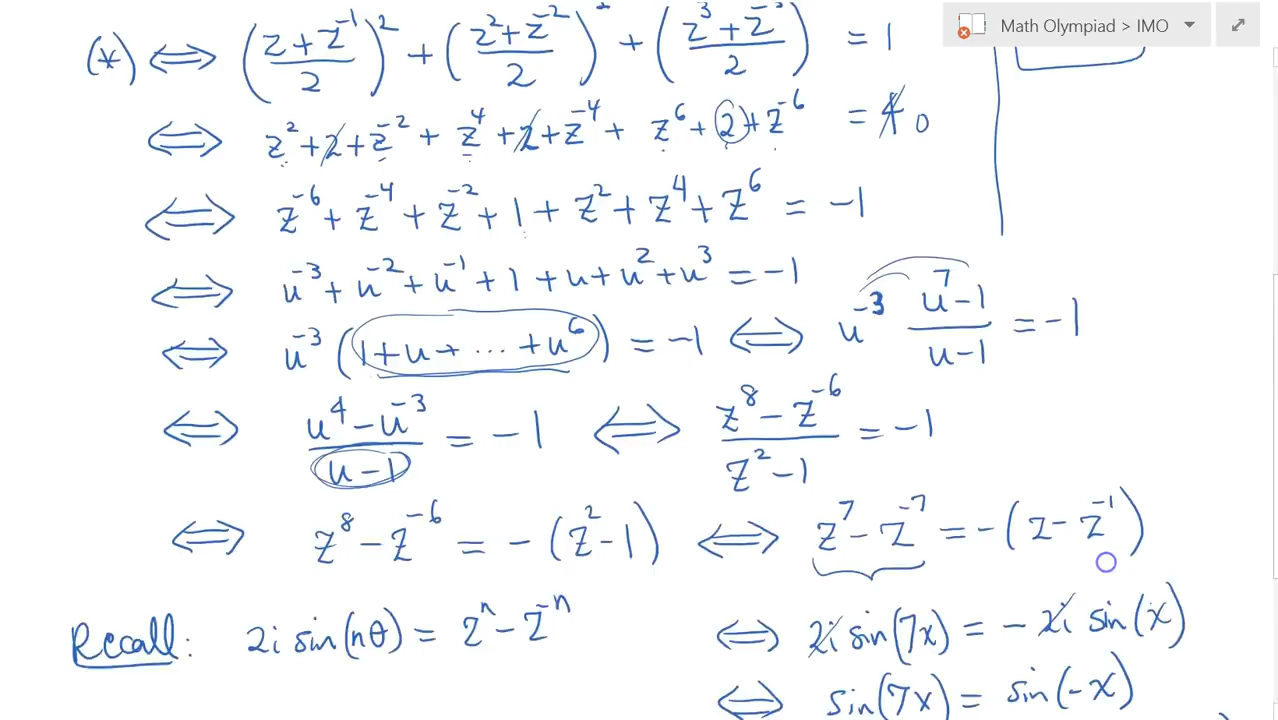 Math Olympiad > IMO
(*) ⟺ ((z + z⁻¹)/2)² + ((z² + z⁻²)/2)² + ((z³ + z⁻³)/2) = 1
⟺ z² + 2 + z⁻² + z⁴ + 2 + z⁻⁴ + z⁶ + 2 + z⁻⁶ = 4 0
⟺ z⁻⁶ + z⁻⁴ + z⁻² + 1 + z² + z⁴ + z⁶ = -1
⟺ u⁻³ + u⁻² + u⁻¹ + 1 + u + u² + u³ = -1
⟺ u⁻³ (1 + u + ... + u⁶) = -1 ⟺ u⁻³ (u⁷ - 1)/(u - 1) = -1
⟺ (u⁴ - u⁻³)/(u - 1) = -1 ⟺ (z⁸ - z⁻⁶)/(z² - 1) = -1
⟺ z⁸ - z⁻⁶ = -(z² - 1) ⟺ z⁷ - z⁻⁷ = -(z - z⁻¹)
Recall: 2i sin(nθ) = zⁿ - z⁻ⁿ ⟺ 2i sin(7x) = -2i sin(x)
⟺ sin(7x) = sin(-x)